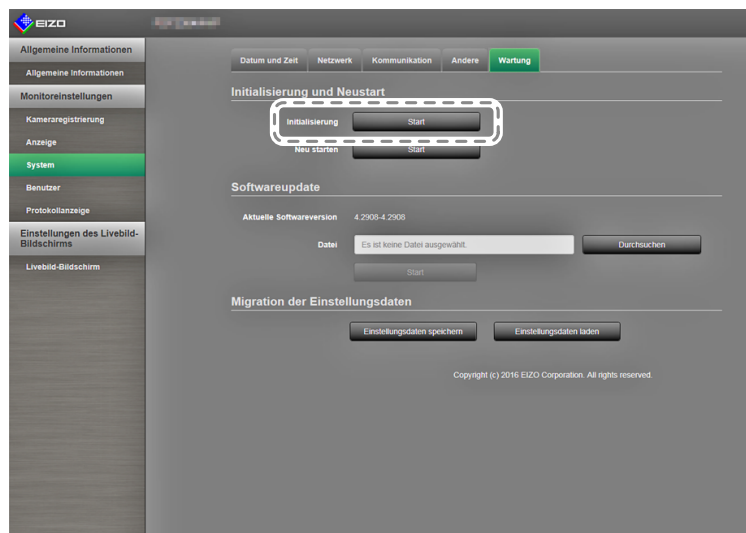 EIZO
Allgemeine Informationen
Allgemeine Informationen
Monitoreinstellungen
Kameraregistrierung
Anzeige
System
Benutzer
Protokollanzeige
Einstellungen des Livebild-
Bildschirms
Livebild-Bildschirm
Datum und Zeit Netzwerk Kommunikation Andere Wartung
Initialisierung und Neustart
Initialisierung Start
Neu starten Start
Softwareupdate
Aktuelle Softwareversion 4.2908-4.2908
Datei Es ist keine Datei ausgewählt. Durchsuchen
Start
Migration der Einstellungsdaten
Einstellungsdaten speichern Einstellungsdaten laden
Copyright (c) 2016 EIZO Corporation. All rights reserved.